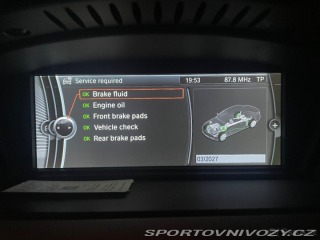 Service required
19:53
87.8 MHz TP
OK Brake fluid
OK Engine oil
OK Front brake pads
OK Vehicle check
OK Rear brake pads
03/2027
SPORTOVNIVOZY.CZ